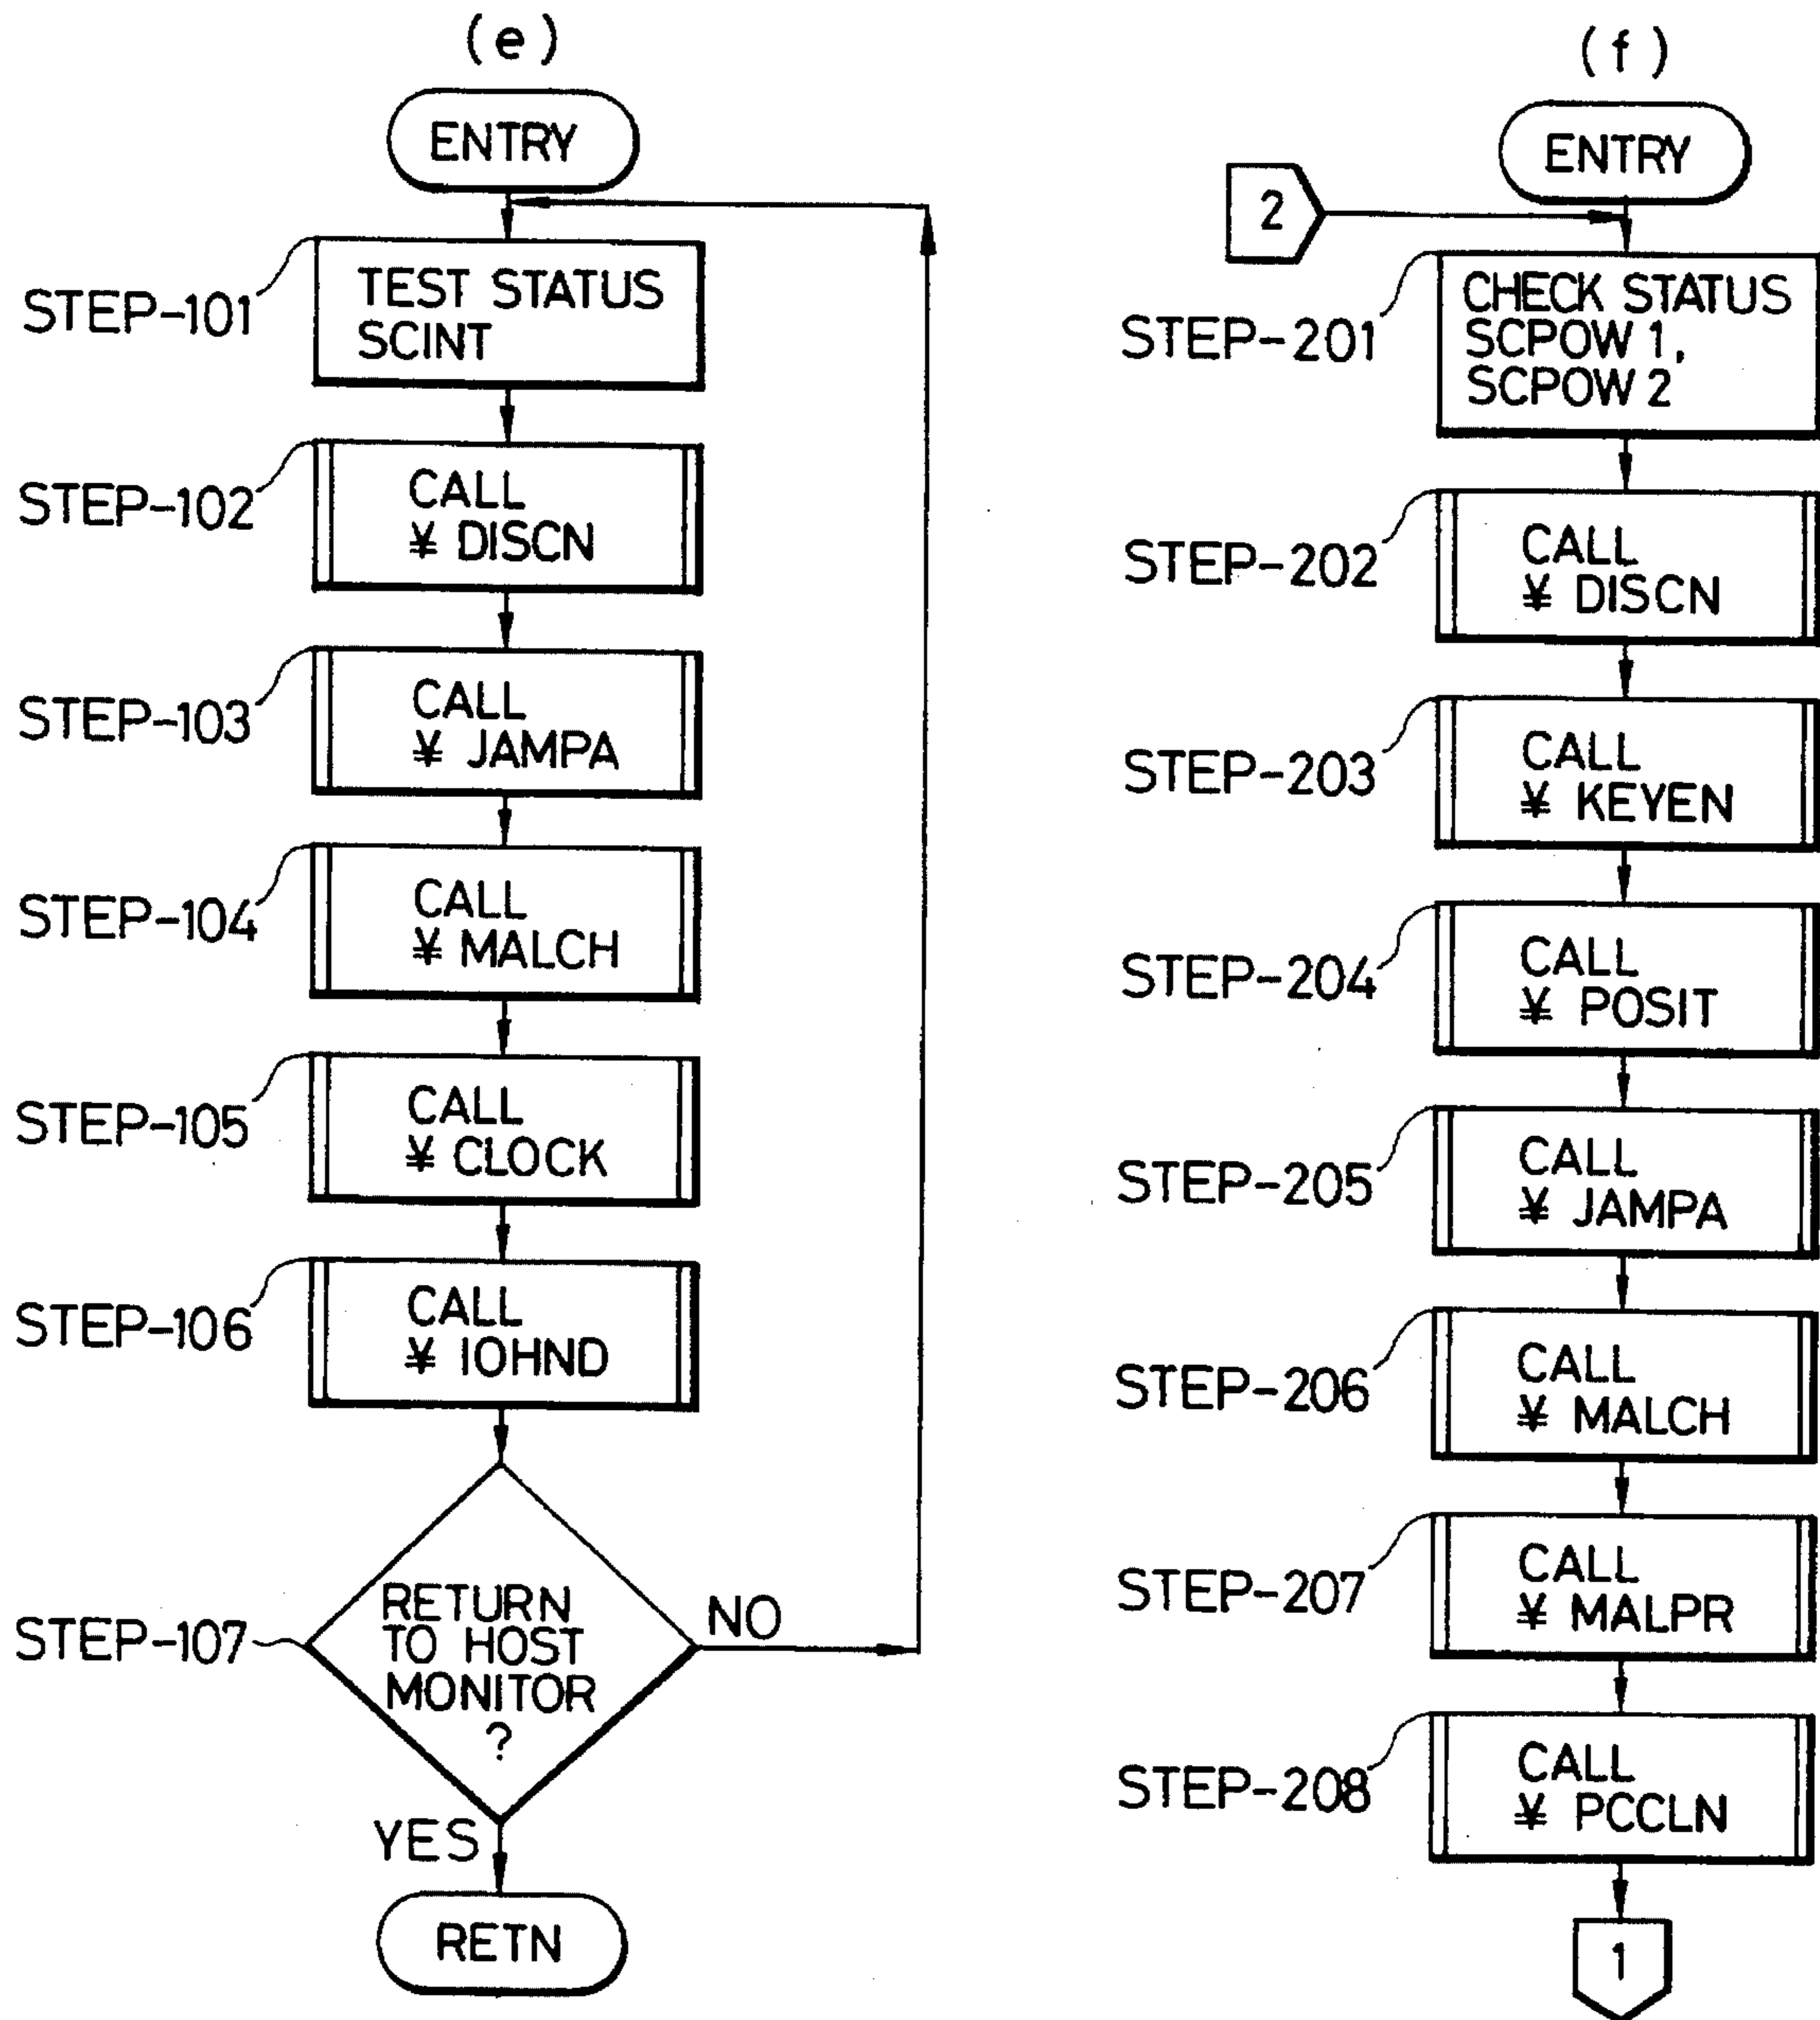 (e)
ENTRY
STEP-101
TEST STATUS
SCINT
STEP-102
CALL
¥ DISCN
STEP-103
CALL
¥ JAMPA
STEP-104
CALL
¥ MALCH
STEP-105
CALL
¥ CLOCK
STEP-106
CALL
¥ IOHND
STEP-107
RETURN
TO HOST
MONITOR
?
NO
YES
RETN
(f)
ENTRY
2
STEP-201
CHECK STATUS
SCPOW 1,
SCPOW 2
STEP-202
CALL
¥ DISCN
STEP-203
CALL
¥ KEYEN
STEP-204
CALL
¥ POSIT
STEP-205
CALL
¥ JAMPA
STEP-206
CALL
¥ MALCH
STEP-207
CALL
¥ MALPR
STEP-208
CALL
¥ PCCLN
1